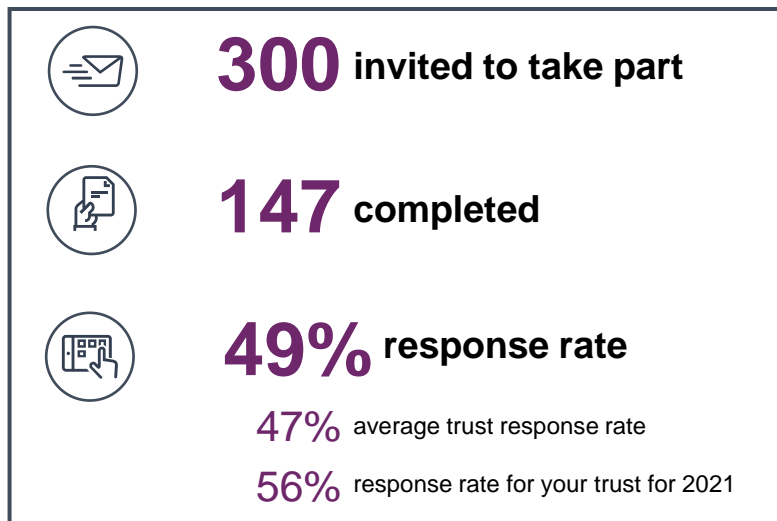 300 invited to take part
147 completed
49% response rate
47% average trust response rate
56% response rate for your trust for 2021